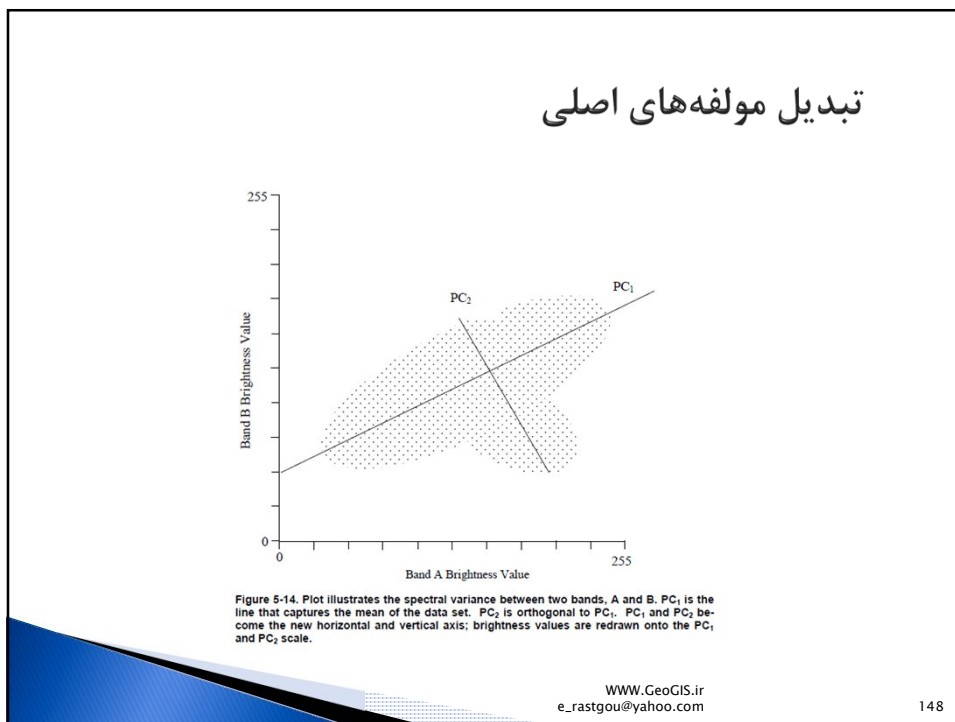 تبدیل مولفه‌های اصلی
255
PC₂
PC₁
Band B Brightness Value
0
0
255
Band A Brightness Value
Figure 5-14. Plot illustrates the spectral variance between two bands, A and B. PC₁ is the
line that captures the mean of the data set. PC₂ is orthogonal to PC₁. PC₁ and PC₂ be-
come the new horizontal and vertical axis; brightness values are redrawn onto the PC₁
and PC₂ scale.
WWW.GeoGIS.ir
e_rastgou@yahoo.com
148